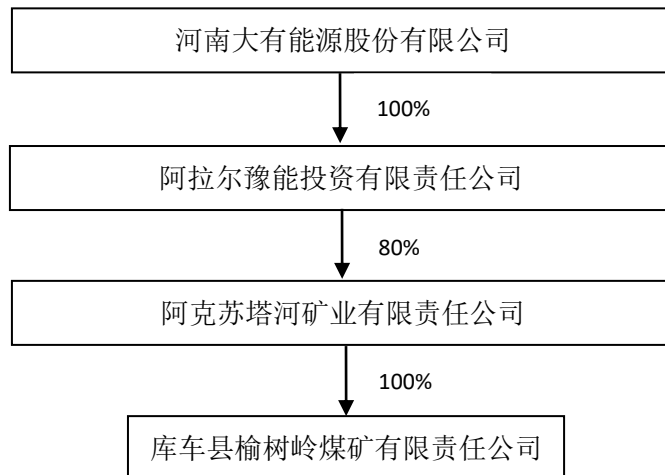 河南大有能源股份有限公司
100%
阿拉尔豫能投资有限责任公司
80%
阿克苏塔河矿业有限责任公司
100%
库车县榆树岭煤矿有限责任公司